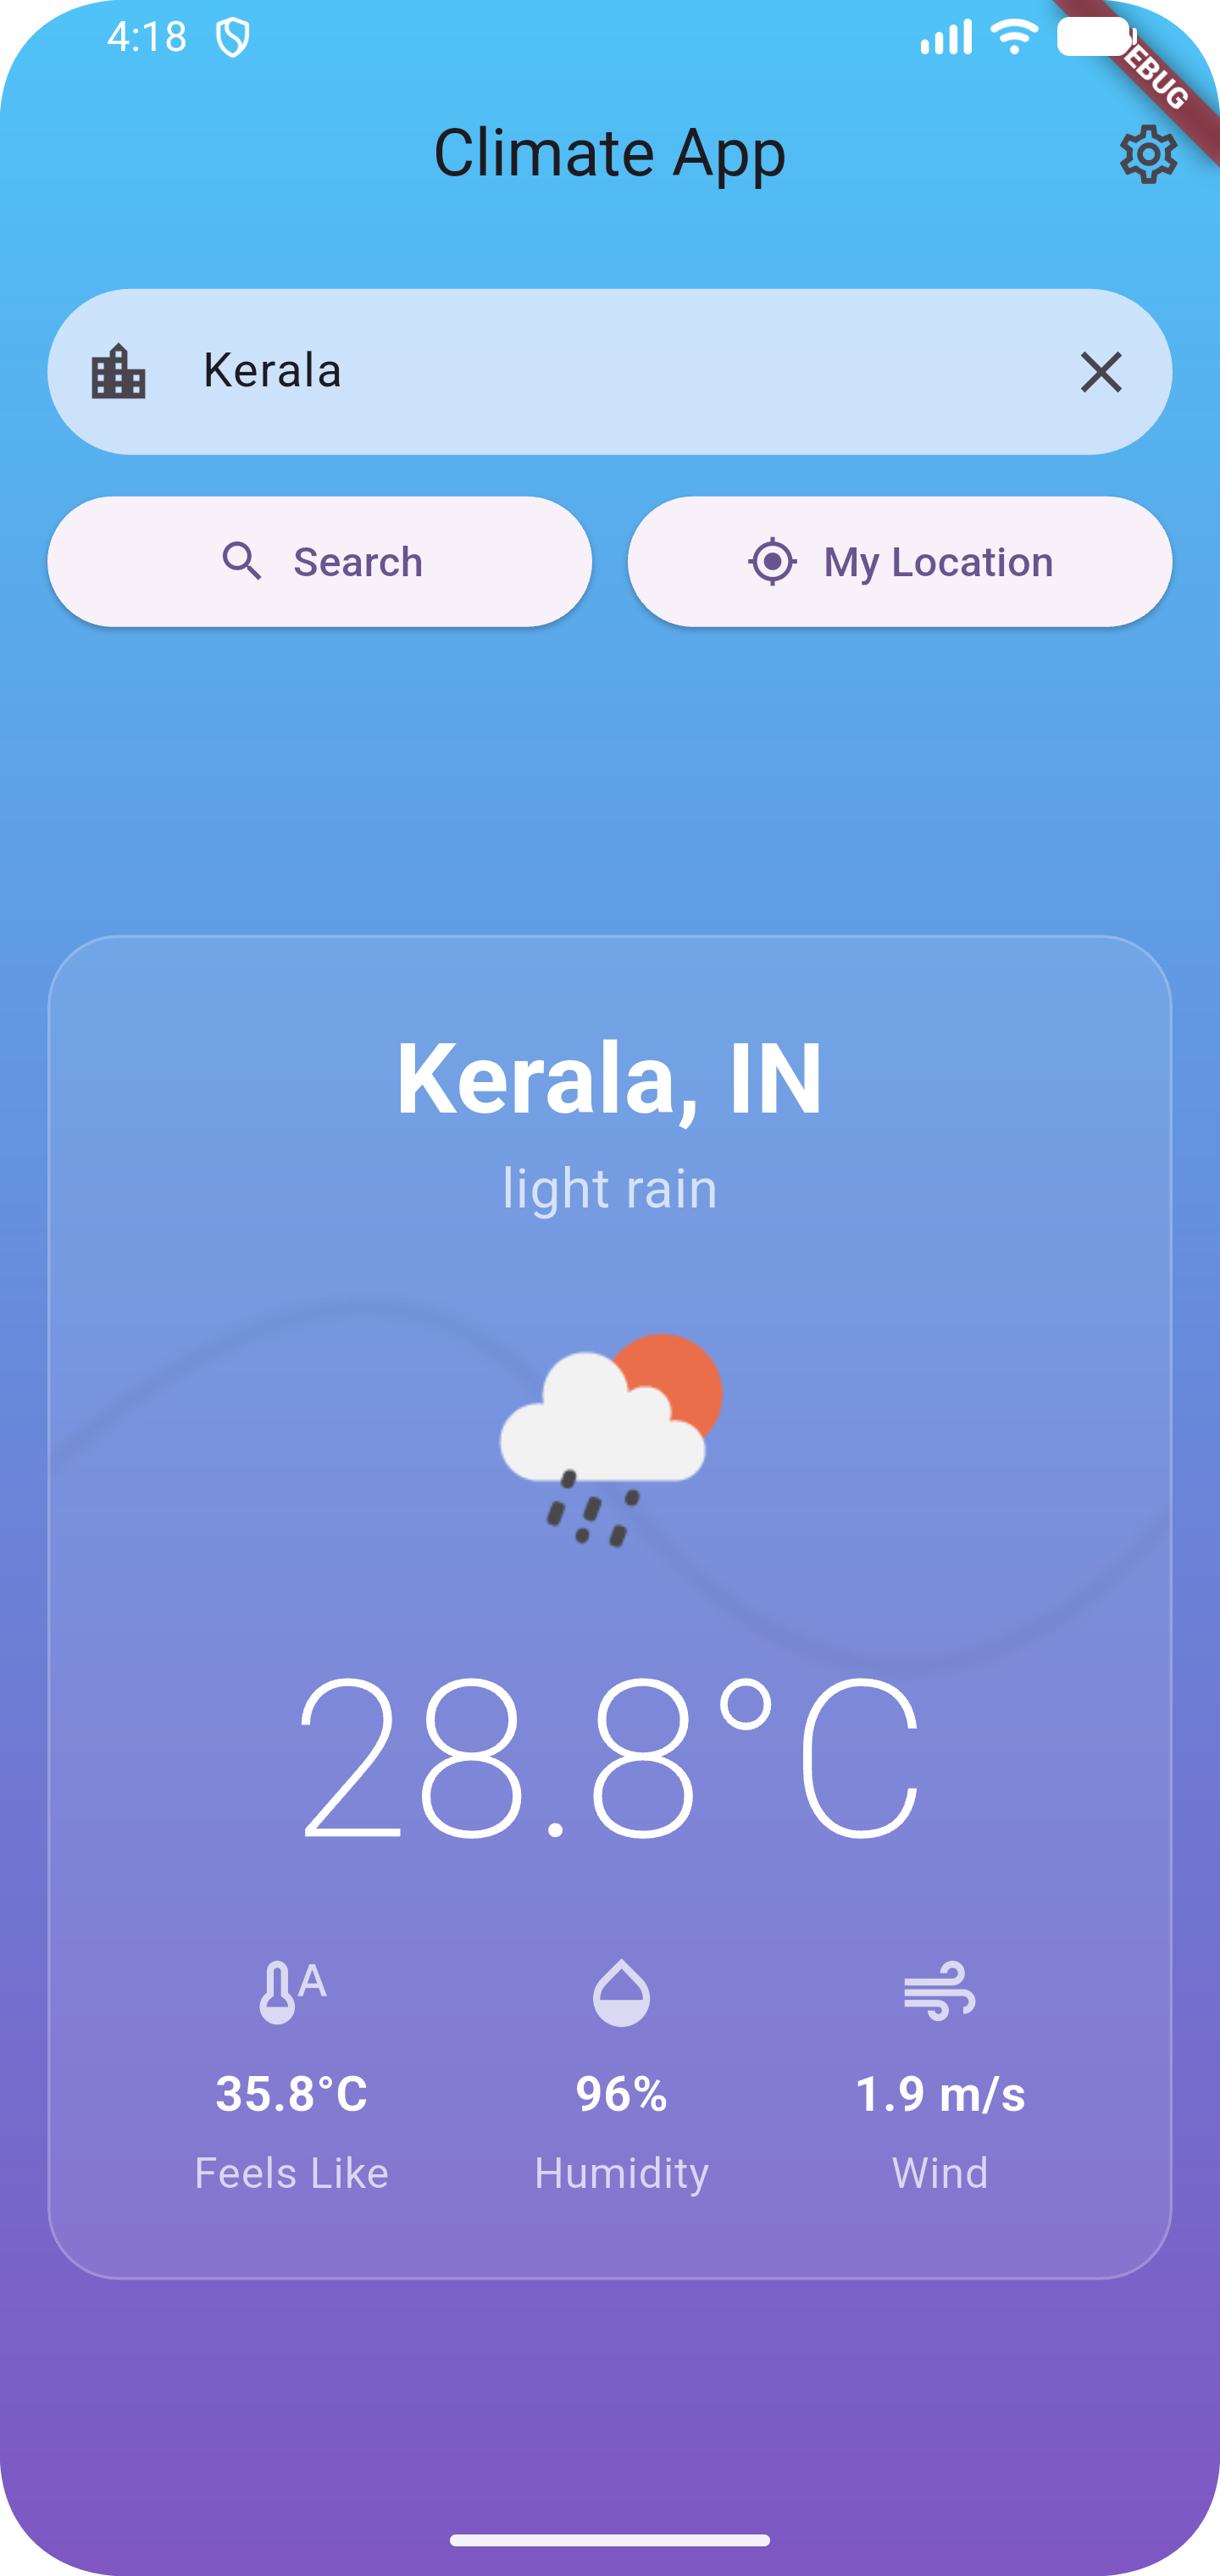 4:18
EBUG
Climate App
Kerala
Search My Location
Kerala, IN
light rain
28.8°C
A
35.8°C 96% 1.9 m/s
Feels Like Humidity Wind